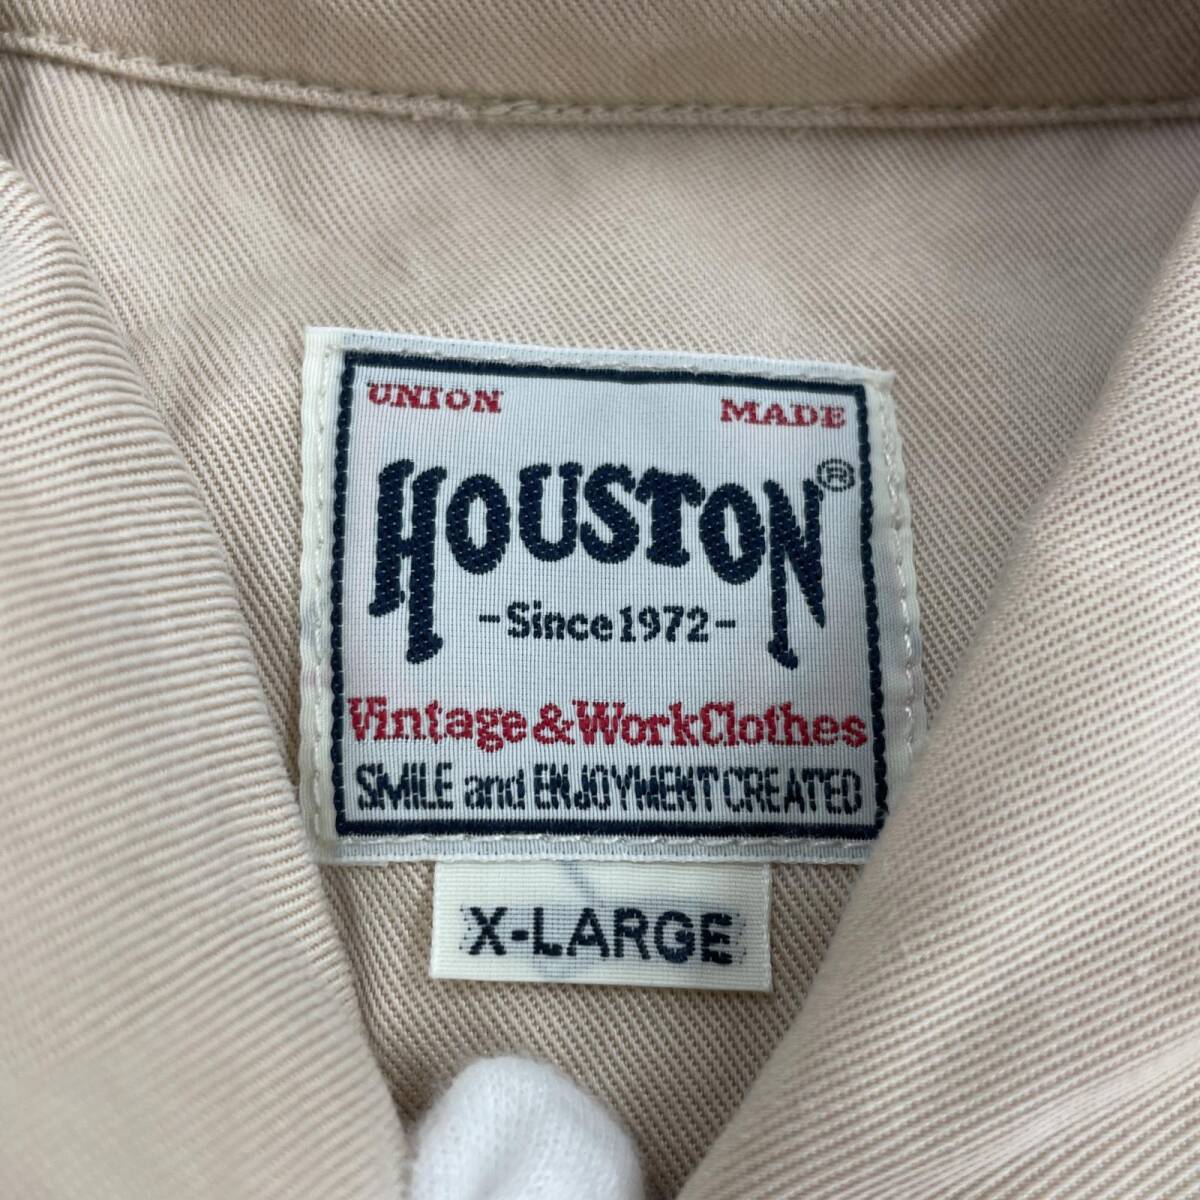 UNION MADE
HOUSTON®
-Since1972-
Vintage&WorkClothes
SMILE and ENJOYMENT CREATED
X-LARGE